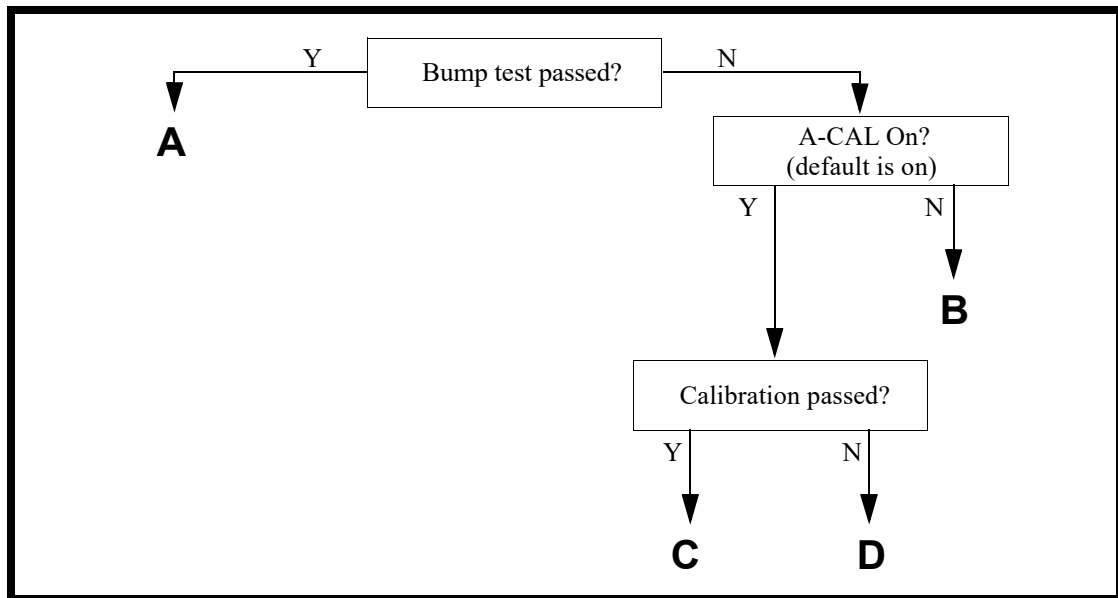 Y
Bump test passed?
N
A
A-CAL On?
(default is on)
Y
N
B
Calibration passed?
Y
N
C
D